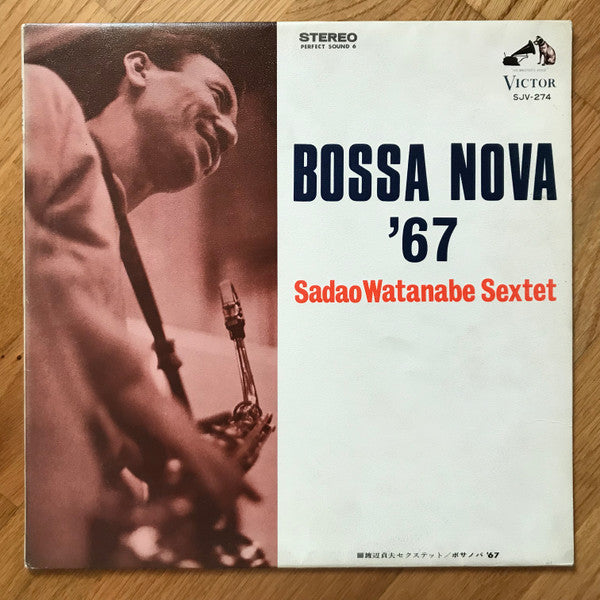 STEREO
PERFECT SOUND 6
VICTOR
SJV-274
BOSSA NOVA
’67
Sadao Watanabe Sextet
渡辺貞夫セクステット/ボサノバ ’67